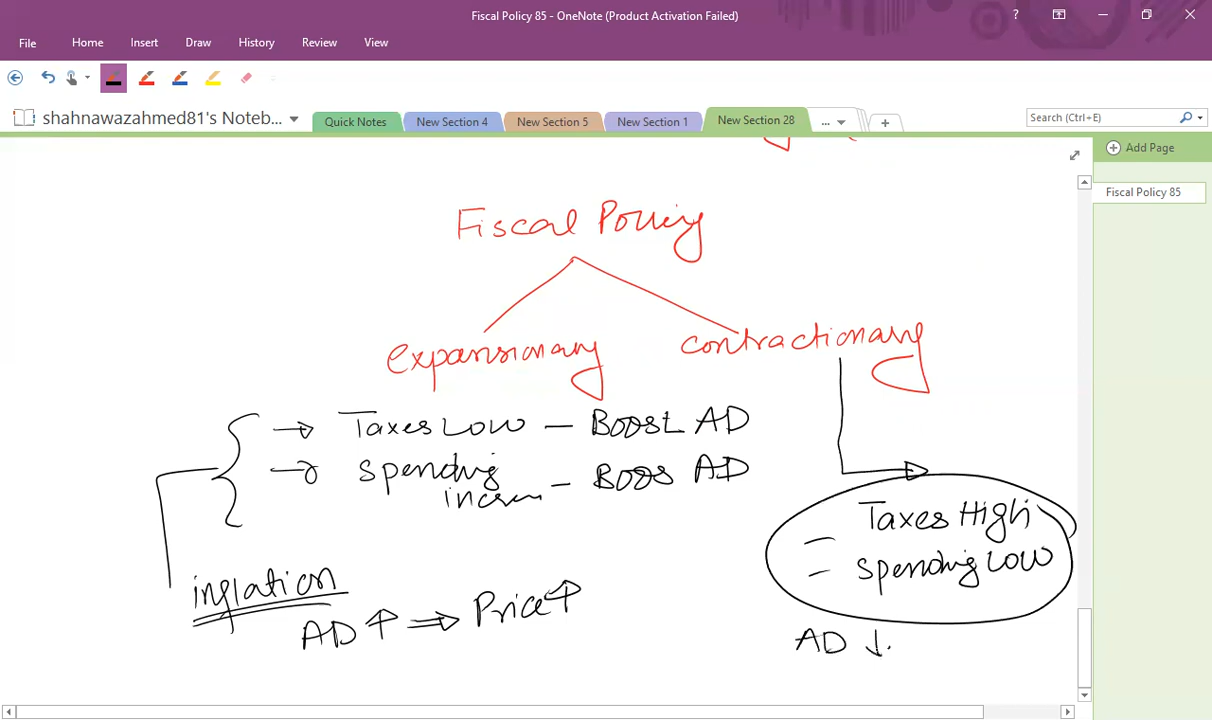 Fiscal Policy 85 - OneNote (Product Activation Failed)
?
File Home Insert Draw History Review View
shahnawazahmed81's Noteb...
Quick Notes
New Section 4
New Section 5
New Section 1
New Section 28
...
+
Search (Ctrl+E)
Add Page
Fiscal Policy 85
Fiscal Policy
expansionary
contractionary
→ Taxes Low — Boost AD
→ Spending — Boos AD
Taxes High
= Spending Low
inflation
AD ↑ ⇒ Price ↑
AD ↓.